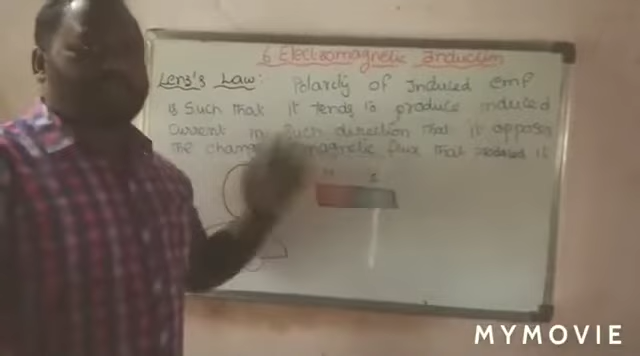 6 Electromagnetic Induction
Lenz's Law: Polarity of Induced emf
is Such that it tends to produce induced
Current in Such direction that it opposes
The change magnetic flux that produced it
N S
MYMOVIE